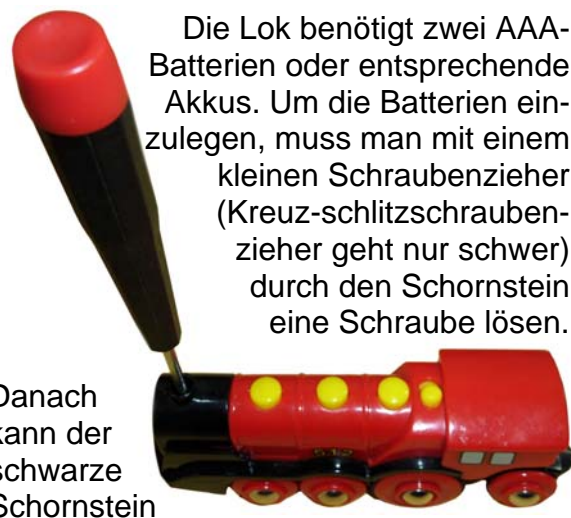 Die Lok benötigt zwei AAA-
Batterien oder entsprechende
Akkus. Um die Batterien ein-
zulegen, muss man mit einem
kleinen Schraubenzieher
(Kreuz-schlitzschrauben-
zieher geht nur schwer)
durch den Schornstein
eine Schraube lösen.
Danach
kann der
schwarze
Schornstein